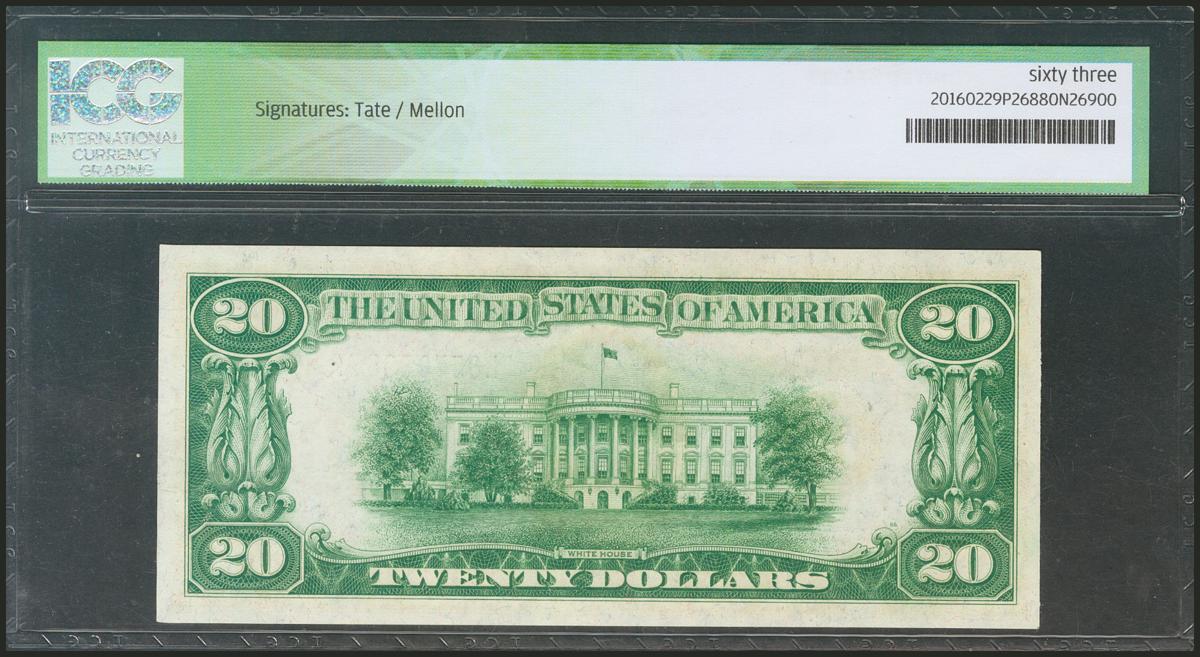 ICG
INTERNATIONAL
CURRENCY
GRADING
Signatures: Tate / Mellon
sixty three
20160229P26880N26900
20 THE UNITED STATES OF AMERICA 20
WHITE HOUSE
20 TWENTY DOLLARS 20